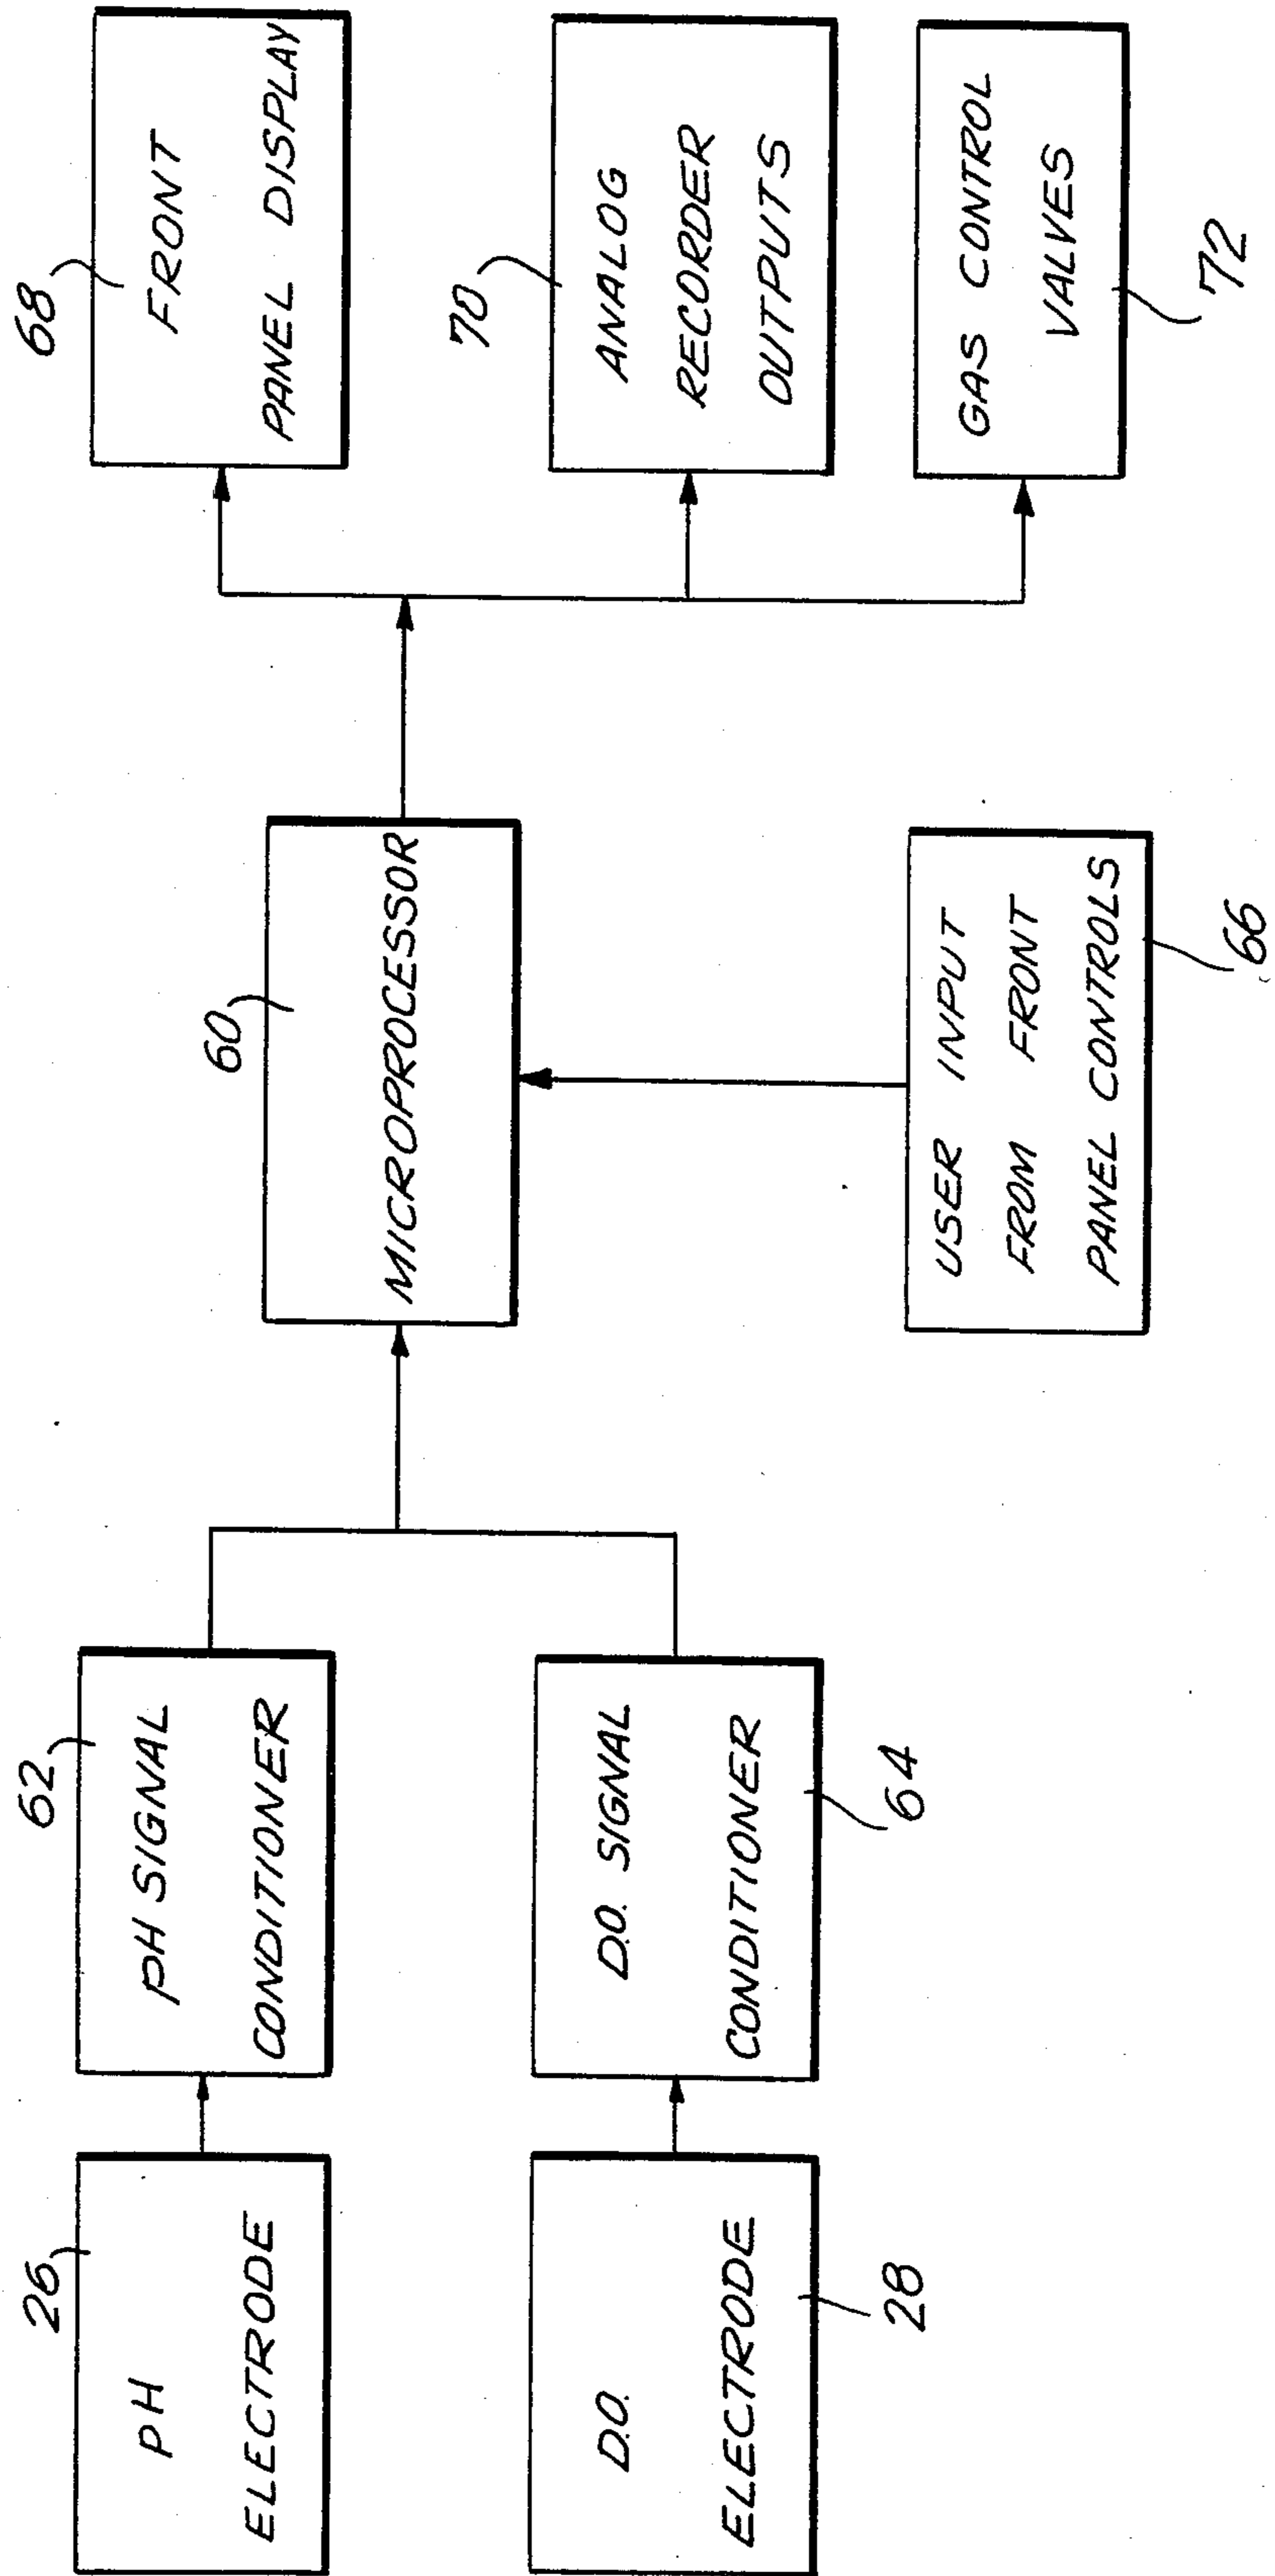 26
PH
ELECTRODE
62
PH SIGNAL
CONDITIONER
D.O.
ELECTRODE
28
D.O. SIGNAL
CONDITIONER
64
60
MICROPROCESSOR
USER INPUT
FROM FRONT
PANEL CONTROLS
66
68
FRONT
PANEL DISPLAY
70
ANALOG
RECORDER
OUTPUTS
GAS CONTROL
VALVES
72